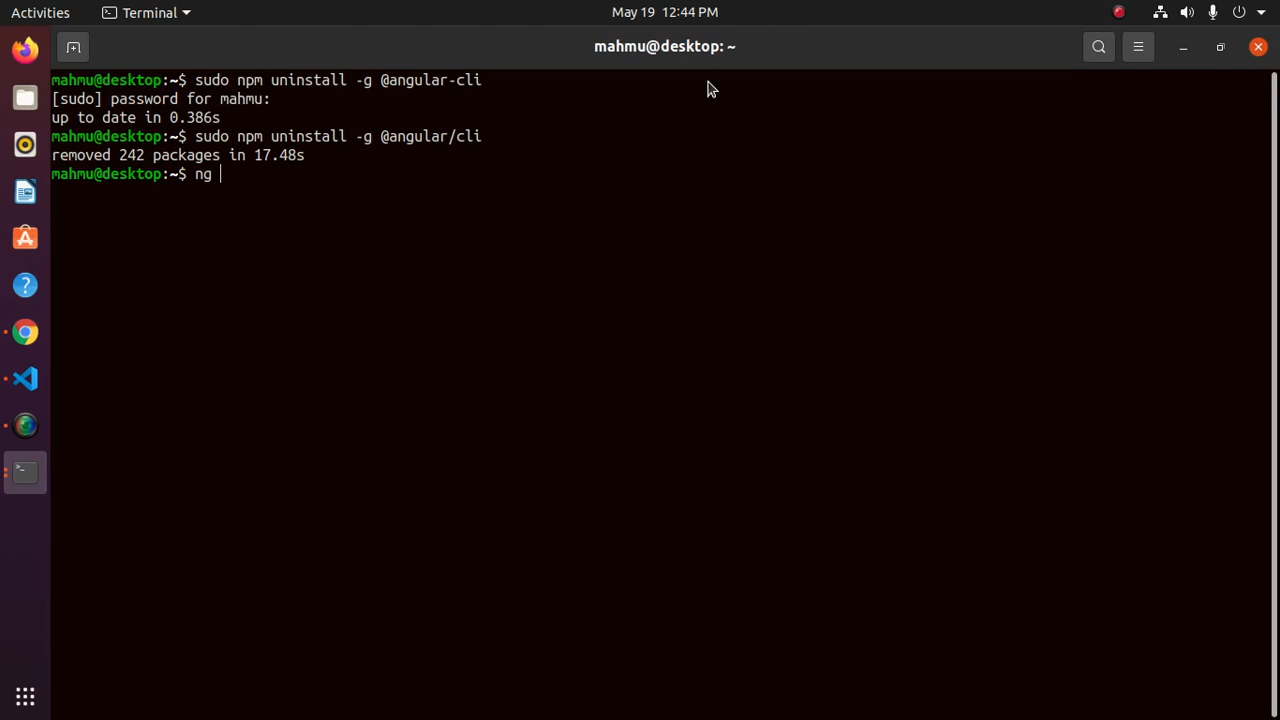 Activities
Terminal
May 19 12:44 PM
mahmu@desktop: ~
mahmu@desktop:~$ sudo npm uninstall -g @angular-cli
[sudo] password for mahmu:
up to date in 0.386s
mahmu@desktop:~$ sudo npm uninstall -g @angular/cli
removed 242 packages in 17.48s
mahmu@desktop:~$ ng